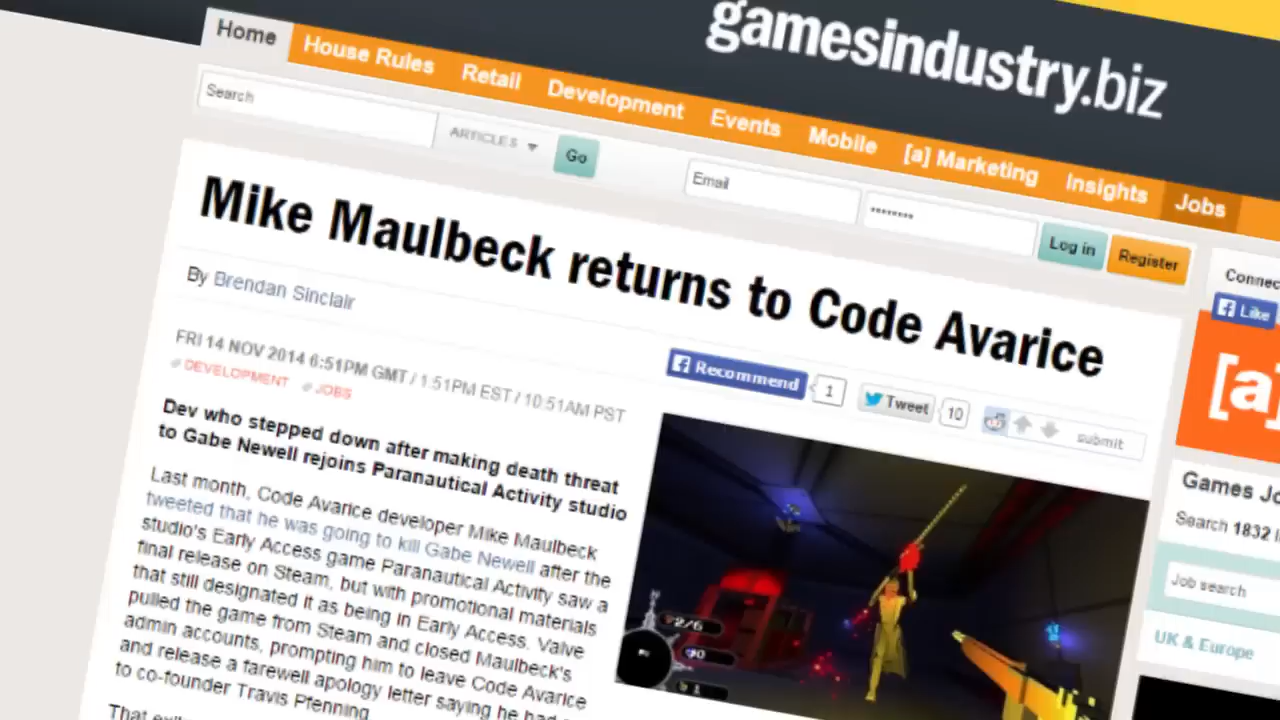 gamesindustry.biz
Home House Rules Retail Development Events Mobile [a] Marketing Insights Jobs
Search ARTICLES Go Email Log in Register
Mike Maulbeck returns to Code Avarice
By Brendan Sinclair
FRI 14 NOV 2014 6:51PM GMT / 1:51PM EST / 10:51AM PST
DEVELOPMENT JOBS
Recommend 1 Tweet 10 submit
Dev who stepped down after making death threat
to Gabe Newell rejoins Paranautical Activity studio
Last month, Code Avarice developer Mike Maulbeck
tweeted that he was going to kill Gabe Newell after the
studio's Early Access game Paranautical Activity saw a
final release on Steam, but with promotional materials
that still designated it as being in Early Access. Valve
pulled the game from Steam and closed Maulbeck's
admin accounts, prompting him to leave Code Avarice
and release a farewell apology letter saying he had
to co-founder Travis Pfenning
That
2/6
Connec
Like
[a]
Games Jo
Search 1832
Job search
UK & Europe